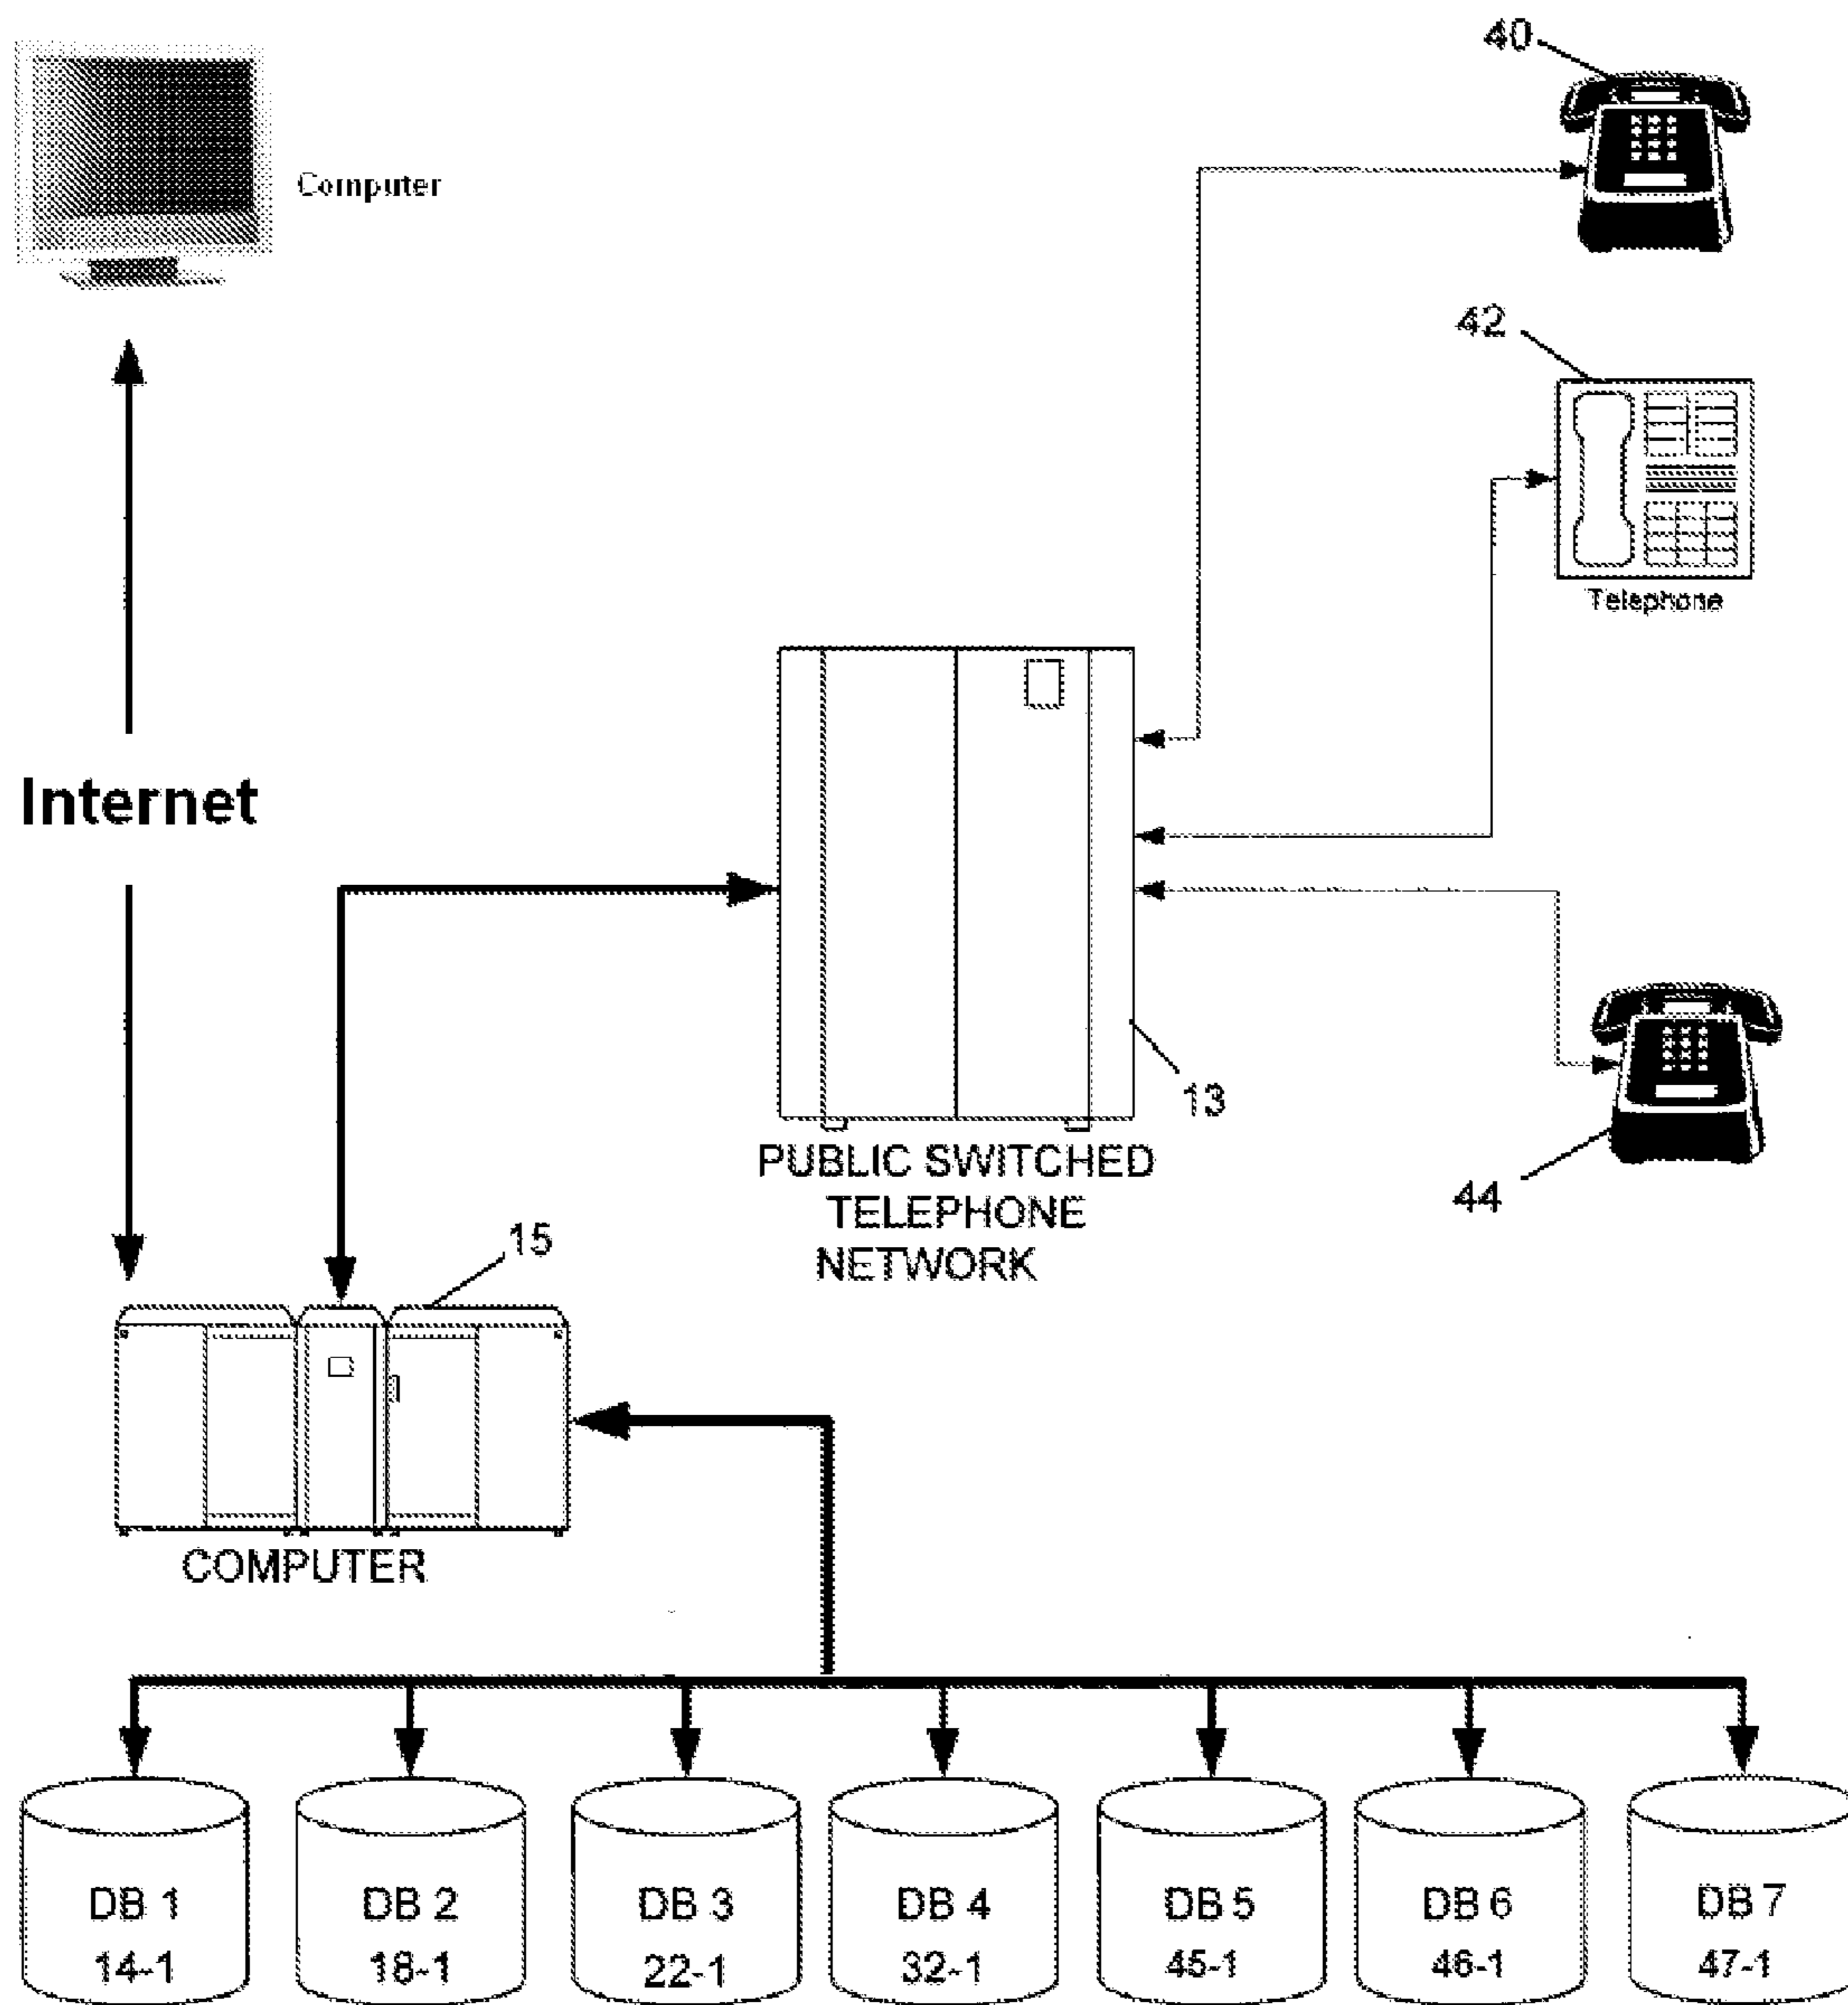 40
Computer
42
Telephone
Internet
13
PUBLIC SWITCHED
TELEPHONE
NETWORK
44
15
COMPUTER
DB 1
14-1
DB 2
18-1
DB 3
22-1
DB 4
32-1
DB 5
45-1
DB 6
46-1
DB 7
47-1